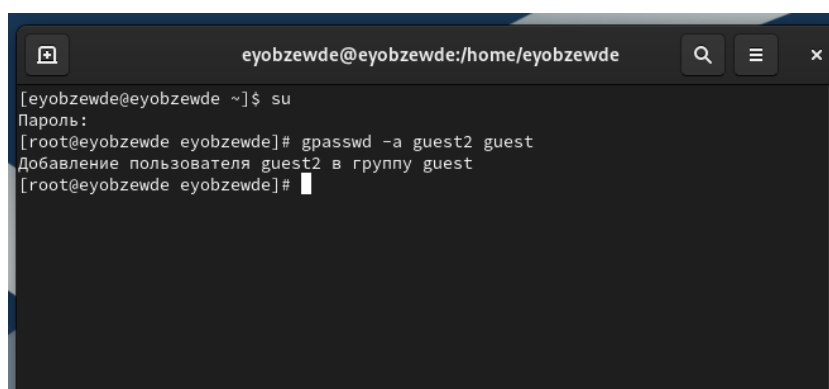 eyobzewde@eyobzewde:/home/eyobzewde
[eyobzewde@eyobzewde ~]$ su
Пароль:
[root@eyobzewde eyobzewde]# gpasswd -a guest2 guest
Добавление пользователя guest2 в группу guest
[root@eyobzewde eyobzewde]#